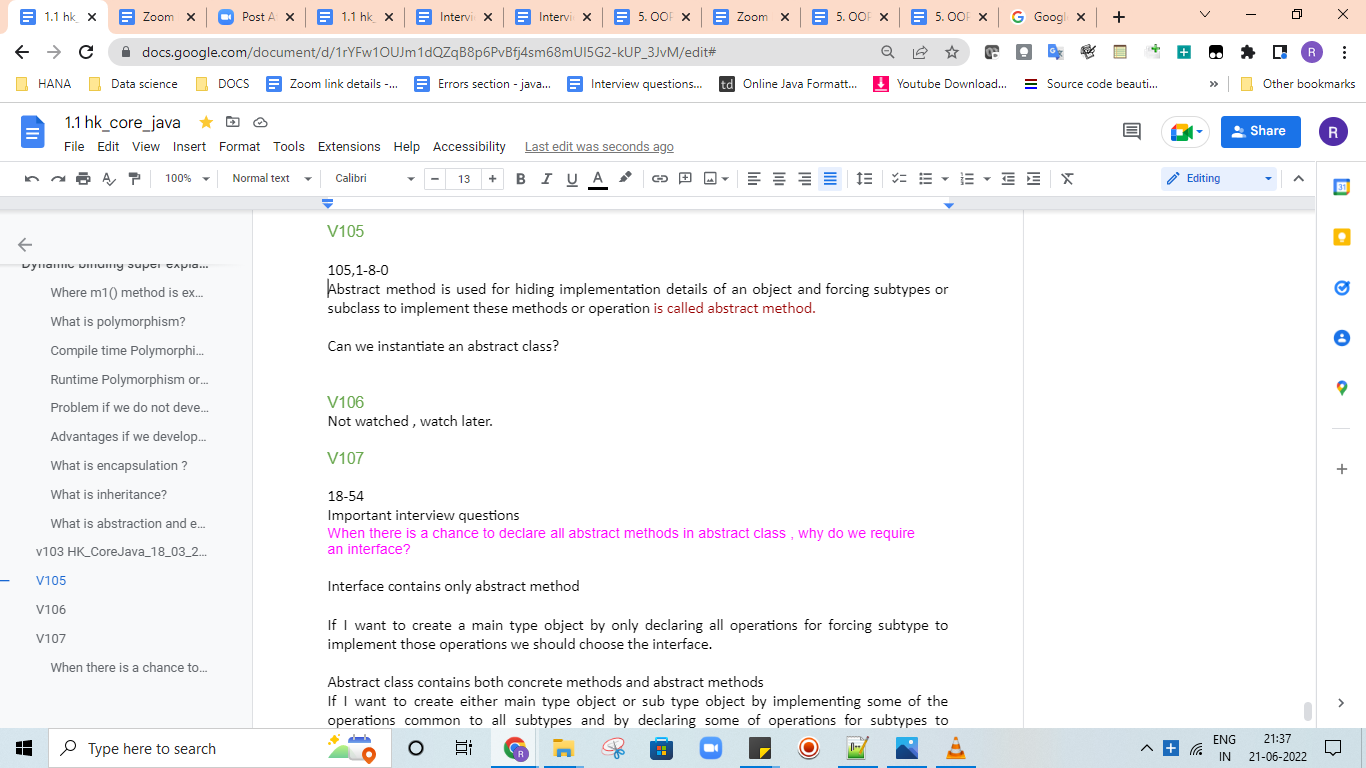 1.1 hk_
Zoom
Post A
1.1 hk_
Intervi
Intervi
5. OOP
Zoom
5. OOP
5. OOP
Googl
docs.google.com/document/d/1rYFw1OUJm1dQZqB8p6PvBfj4sm68mUI5G2-kUP_3JvM/edit#
R
HANA
Data science
DOCS
Zoom link details -...
Errors section - java...
Interview questions...
td Online Java Formatt...
Youtube Download...
Source code beauti...
»
Other bookmarks
1.1 hk_core_java
Share
R
File Edit View Insert Format Tools Extensions Help Accessibility Last edit was seconds ago
100% Normal text Calibri − 13 + B I U A Editing
V105
105,1-8-0
Abstract method is used for hiding implementation details of an object and forcing subtypes or
subclass to implement these methods or operation is called abstract method.
Can we instantiate an abstract class?
V106
Not watched , watch later.
V107
18-54
Important interview questions
When there is a chance to declare all abstract methods in abstract class , why do we require
an interface?
Interface contains only abstract method
If I want to create a main type object by only declaring all operations for forcing subtype to
implement those operations we should choose the interface.
Abstract class contains both concrete methods and abstract methods
If I want to create either main type object or sub type object by implementing some of the
operations common to all subtypes and by declaring some of operations for subtypes to
Dynamic binding super expla...
Where m1() method is ex...
What is polymorphism?
Compile time Polymorphi...
Runtime Polymorphism or...
Problem if we do not deve...
Advantages if we develop...
What is encapsulation ?
What is inheritance?
What is abstraction and e...
v103 HK_CoreJava_18_03_2...
V105
V106
V107
When there is a chance to...
31
Type here to search
R
ENG
IN
21:37
21-06-2022